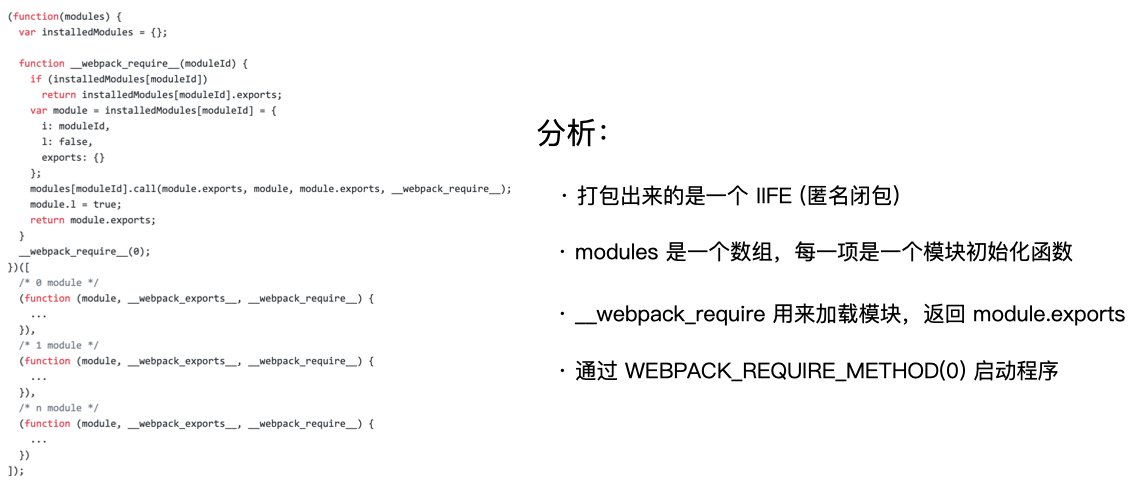 (function(modules) {
  var installedModules = {};

  function __webpack_require__(moduleId) {
    if (installedModules[moduleId])
      return installedModules[moduleId].exports;
    var module = installedModules[moduleId] = {
      i: moduleId,
      l: false,
      exports: {}
    };
    modules[moduleId].call(module.exports, module, module.exports, __webpack_require__);
    module.l = true;
    return module.exports;
  }
  __webpack_require__(0);
})([
  /* 0 module */
  (function (module, __webpack_exports__, __webpack_require__) {
    ...
  }),
  /* 1 module */
  (function (module, __webpack_exports__, __webpack_require__) {
    ...
  }),
  /* n module */
  (function (module, __webpack_exports__, __webpack_require__) {
    ...
  })
]);
分析：
· 打包出来的是一个 IIFE (匿名闭包)
· modules 是一个数组，每一项是一个模块初始化函数
· __webpack_require 用来加载模块，返回 module.exports
· 通过 WEBPACK_REQUIRE_METHOD(0) 启动程序